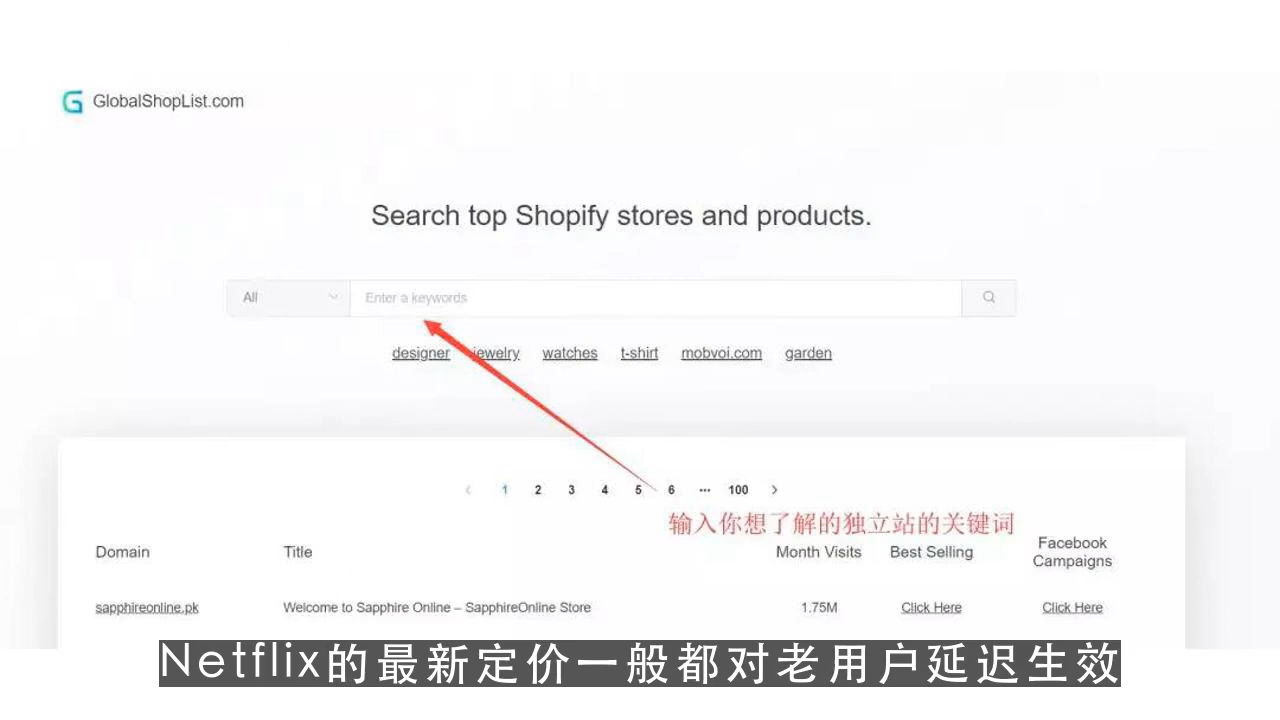 GlobalShopList.com
Search top Shopify stores and products.
All
Enter a keywords
designer jewelry watches t-shirt mobvoi.com garden
1 2 3 4 5 6 ••• 100
输入你想了解的独立站的关键词
Domain Title Month Visits Best Selling Facebook Campaigns
sapphireonline.pk Welcome to Sapphire Online – SapphireOnline Store 1.75M Click Here Click Here
Netflix的最新定价一般都对老用户延迟生效